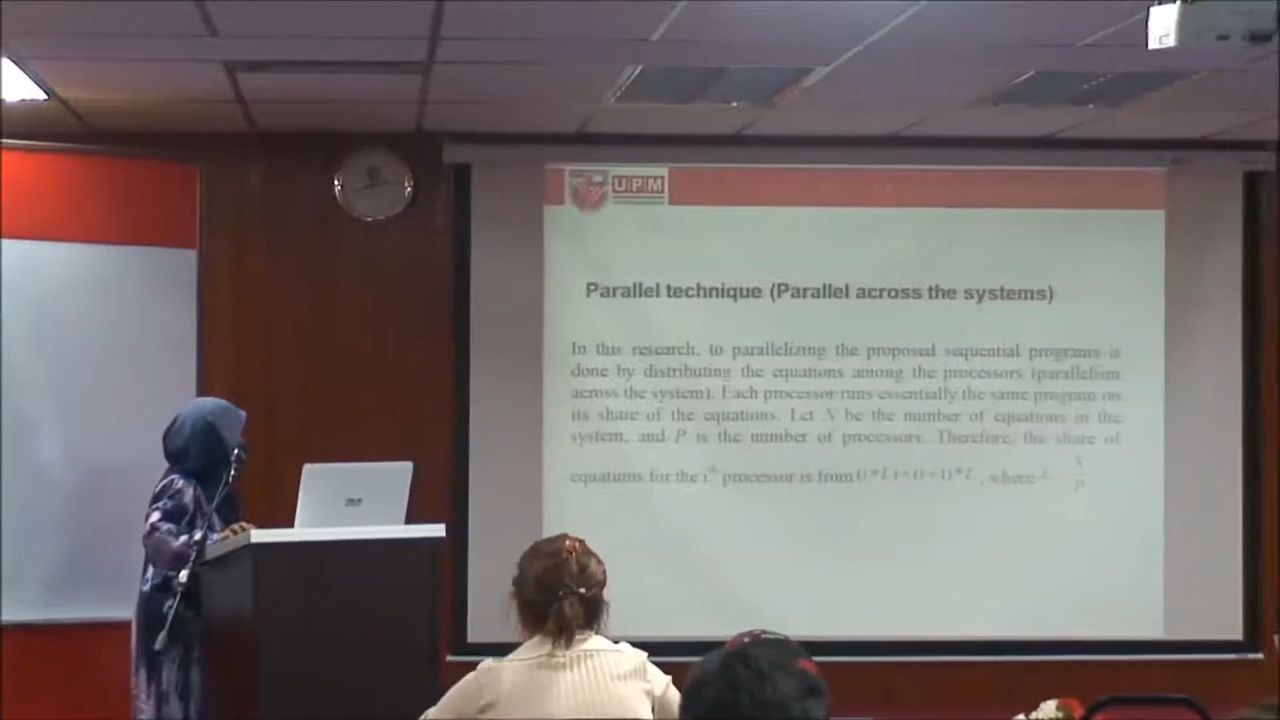 UPM
Parallel technique (Parallel across the systems)
In this research, to parallelizing the proposed sequential programs is
done by distributing the equations among the processors (parallelism
across the system). Each processor runs essentially the same program on
its share of the equations. Let N be the number of equations in the
system, and P is the number of processors. Therefore, the share of
equations for the i th processor is from , where